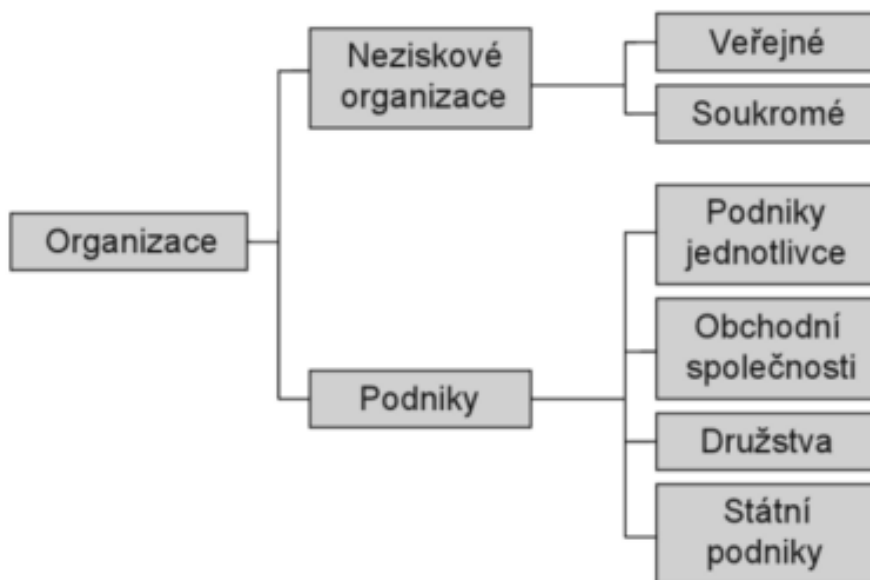 Organizace
Neziskové
organizace
Veřejné
Soukromé
Podniky
Podniky
jednotlivce
Obchodní
společnosti
Družstva
Státní
podniky